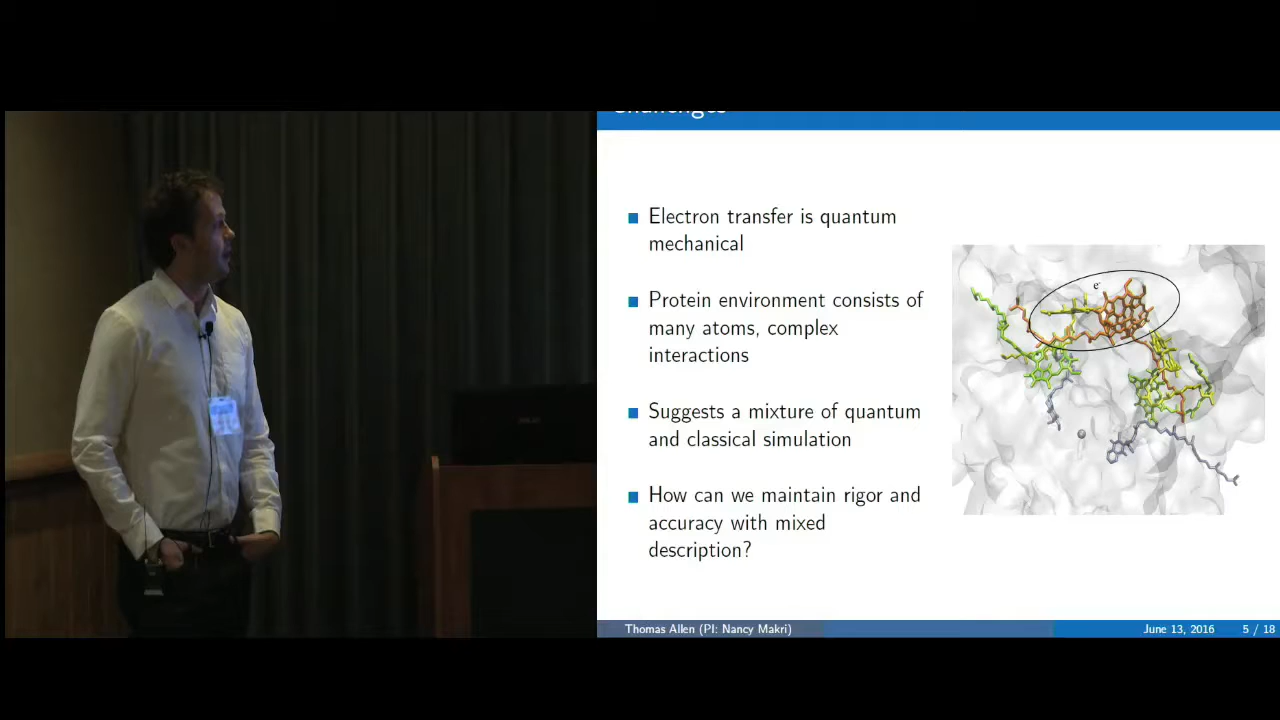 Challenges
Electron transfer is quantum
mechanical
Protein environment consists of
many atoms, complex
interactions
Suggests a mixture of quantum
and classical simulation
How can we maintain rigor and
accuracy with mixed
description?
e-
Thomas Allen (PI: Nancy Makri)
June 13, 2016
5 / 18